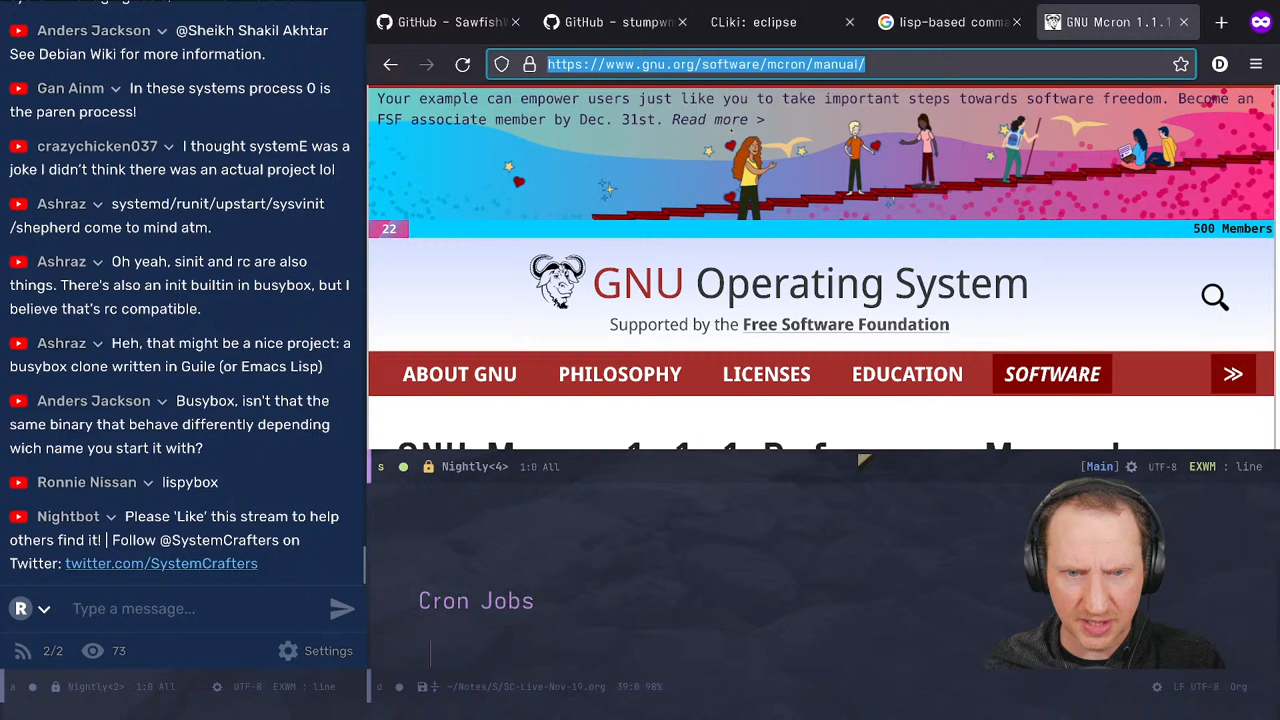 Anders Jackson @Sheikh Shakil Akhtar
See Debian Wiki for more information.
Gan Ainm In these systems process 0 is
the paren process!
crazychicken037 I thought systemE was a
joke I didn't think there was an actual project lol
Ashraz systemd/runit/upstart/sysvinit
/shepherd come to mind atm.
Ashraz Oh yeah, sinit and rc are also
things. There's also an init builtin in busybox, but I
believe that's rc compatible.
Ashraz Heh, that might be a nice project: a
busybox clone written in Guile (or Emacs Lisp)
Anders Jackson Busybox, isn't that the
same binary that behave differently depending
wich name you start it with?
Ronnie Nissan lispybox
Nightbot Please 'Like' this stream to help
others find it! | Follow @SystemCrafters on
Twitter: twitter.com/SystemCrafters
R Type a message...
2/2 73 Settings
a Nightly<2> 1:0 All UTF-8 EXWM : line
GitHub - SawfishW GitHub - stumpwm CLiki: eclipse lisp-based comma GNU Mcron 1.1.1
https://www.gnu.org/software/mcron/manual/ D
Your example can empower users just like you to take important steps towards software freedom. Become an
FSF associate member by Dec. 31st. Read more >
22 500 Members
GNU Operating System
Supported by the Free Software Foundation
ABOUT GNU PHILOSOPHY LICENSES EDUCATION SOFTWARE >>
s Nightly<4> 1:0 All [Main] UTF-8 EXWM : line
Cron Jobs
d ~/Notes/S/SC-Live-Nov-19.org 39:0 98% LF UTF-8 Org